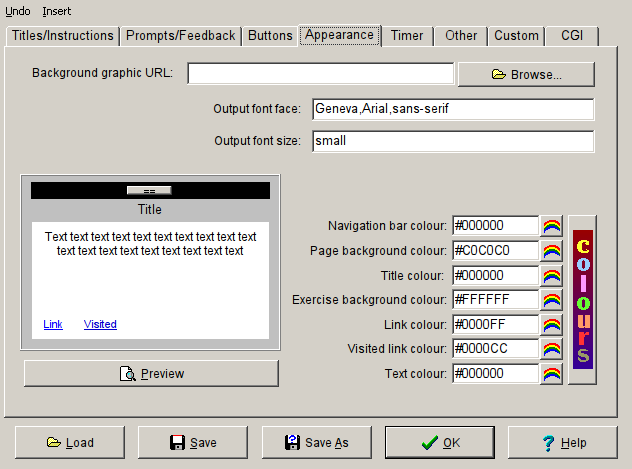 Undo Insert
Titles/Instructions Prompts/Feedback Buttons Appearance Timer Other Custom CGI
Background graphic URL: Browse...
Output font face: Geneva,Arial,sans-serif
Output font size: small
==
Title
Text text text text text text text text text text
text text text text text text text text text
Link Visited
Preview
Navigation bar colour: #000000
Page background colour: #C0C0C0
Title colour: #000000
Exercise background colour: #FFFFFF
Link colour: #0000FF
Visited link colour: #0000CC
Text colour: #000000
colours
Load Save Save As OK Help